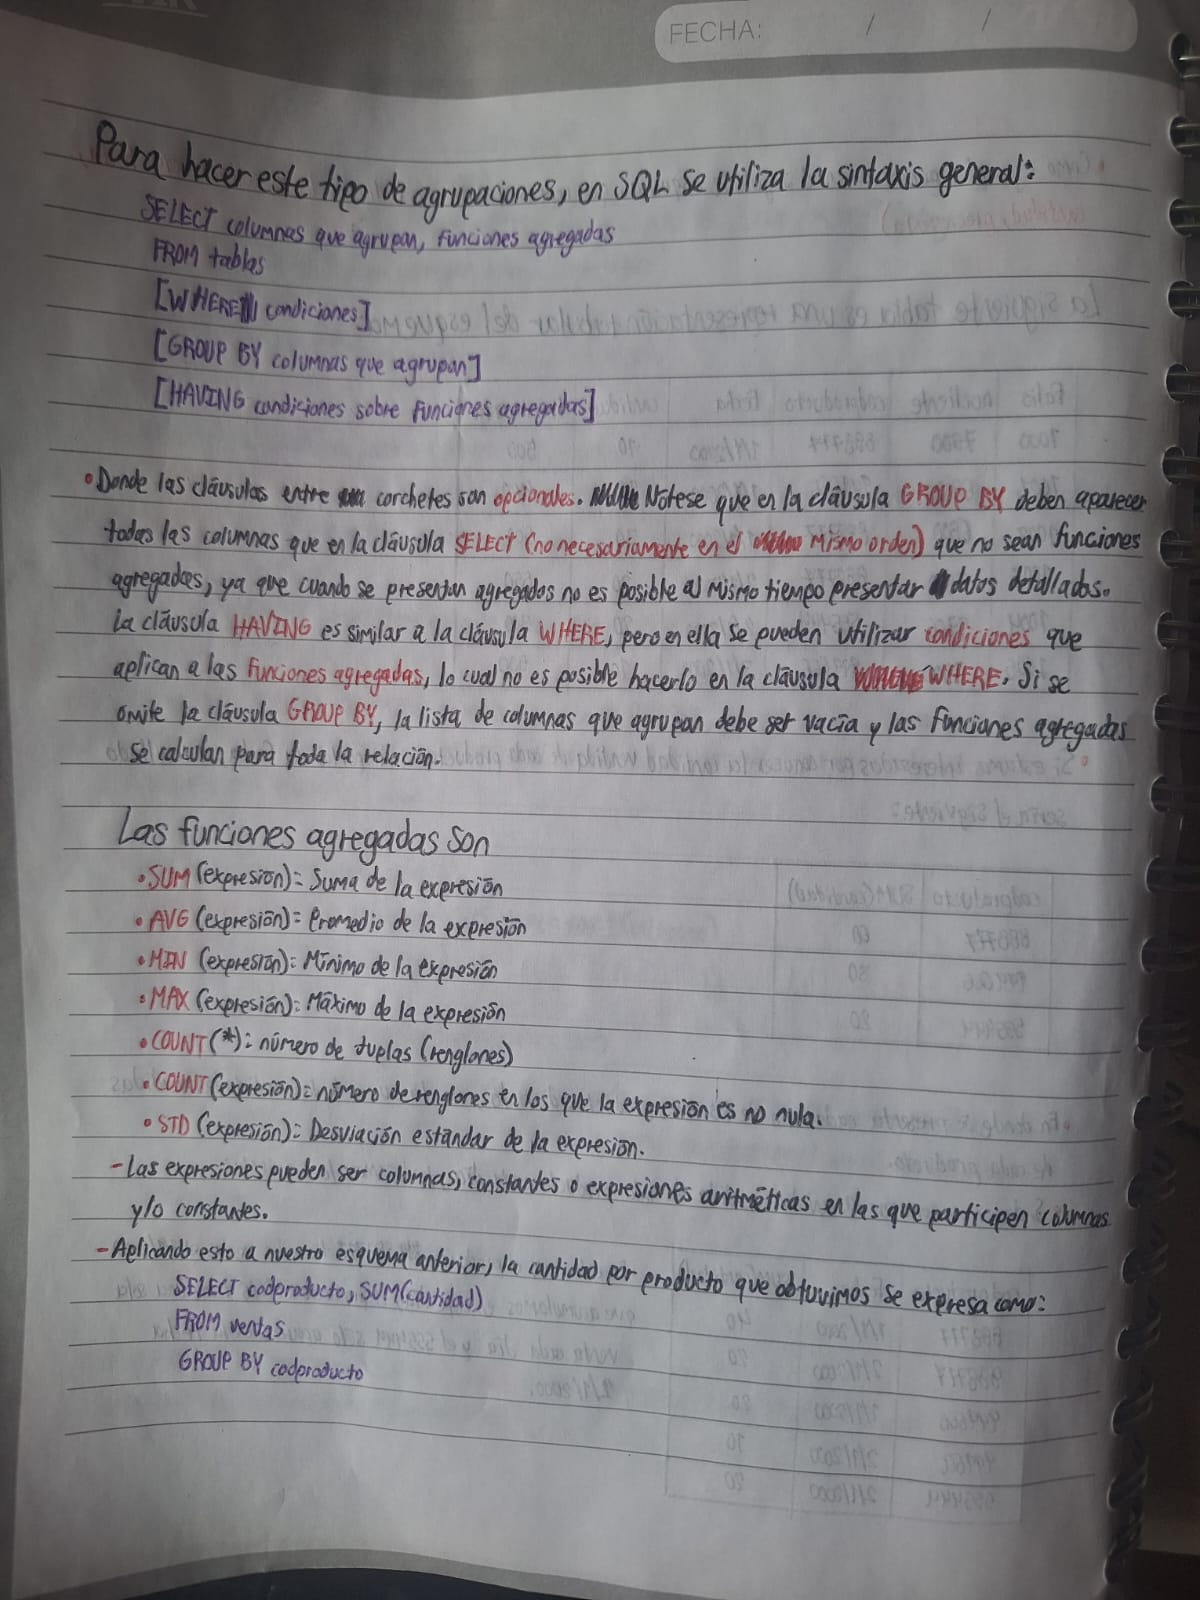 FECHA: / /
Para hacer este tipo de agrupaciones, en SQL se utiliza la sintaxis general:
SELECT columnas que agrupan, funciones agregadas
FROM tablas
[WHERE condiciones]
[GROUP BY columnas que agrupan]
[HAVING condiciones sobre funciones agregadas]
• Donde las cláusulas entre corchetes son opcionales. Nótese que en la cláusula GROUP BY deben aparecer
todas las columnas que en la cláusula SELECT (no necesariamente en el mismo orden) que no sean funciones
agregadas, ya que cuando se presentan agregados no es posible al mismo tiempo presentar datos detallados.
La cláusula HAVING es similar a la cláusula WHERE, pero en ella se pueden utilizar condiciones que
aplican a las funciones agregadas, lo cual no es posible hacerlo en la cláusula WHERE. Si se
omite la cláusula GROUP BY, la lista de columnas que agrupan debe ser vacía y las funciones agregadas
se calculan para toda la relación.
Las funciones agregadas son
• SUM (expresión): Suma de la expresión
• AVG (expresión): Promedio de la expresión
• MIN (expresión): Mínimo de la expresión
• MAX (expresión): Máximo de la expresión
• COUNT (*): número de tuplas (renglones)
• COUNT (expresión): número de renglones en los que la expresión es no nula.
• STD (expresión): Desviación estándar de la expresión.
- Las expresiones pueden ser columnas, constantes o expresiones aritméticas en las que participen columnas
y/o constantes.
- Aplicando esto a nuestro esquema anterior, la cantidad por producto que obtuvimos se expresa como:
SELECT codproducto, SUM(cantidad)
FROM ventas
GROUP BY codproducto